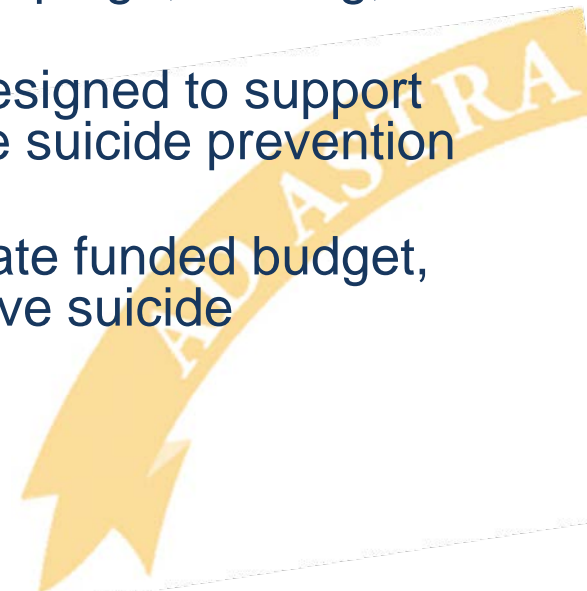 esigned to support
e suicide prevention
ate funded budget,
ve suicide
AD ASTRA